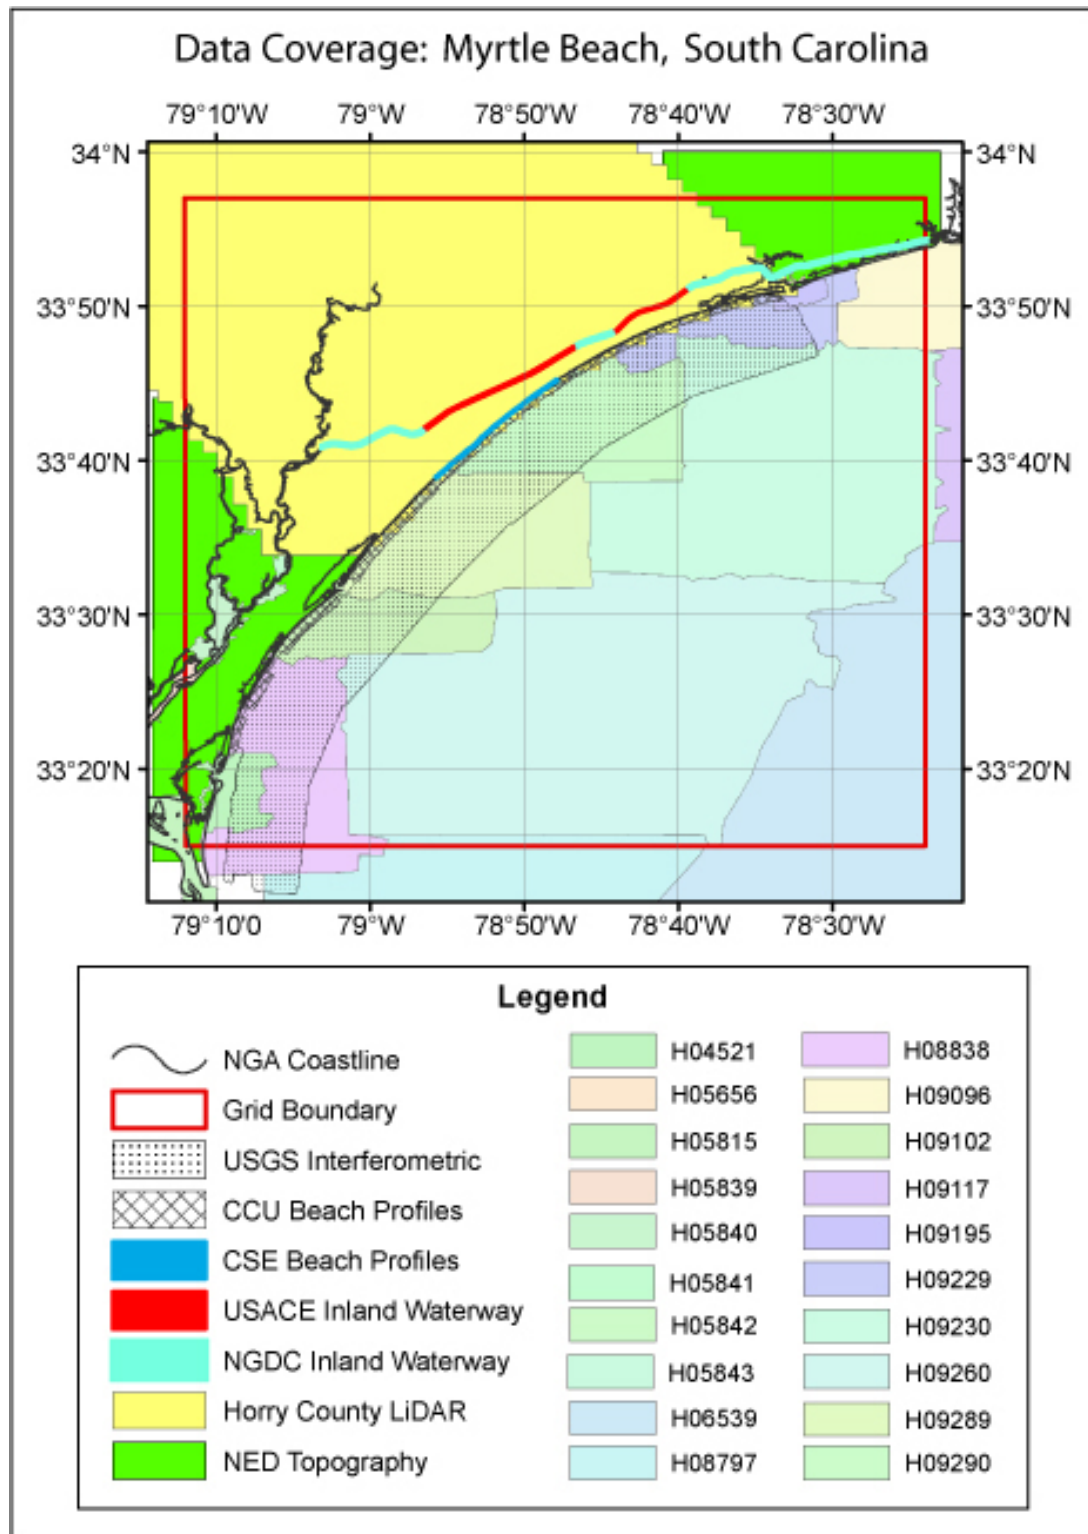 Data Coverage: Myrtle Beach, South Carolina
79°10'W 79°W 78°50'W 78°40'W 78°30'W
34°N 34°N
33°50'N 33°50'N
33°40'N 33°40'N
33°30'N 33°30'N
33°20'N 33°20'N
79°10'0 79°W 78°50'W 78°40'W 78°30'W
Legend
NGA Coastline
Grid Boundary
USGS Interferometric
CCU Beach Profiles
CSE Beach Profiles
USACE Inland Waterway
NGDC Inland Waterway
Horry County LiDAR
NED Topography
H04521
H05656
H05815
H05839
H05840
H05841
H05842
H05843
H06539
H08797
H08838
H09096
H09102
H09117
H09195
H09229
H09230
H09260
H09289
H09290